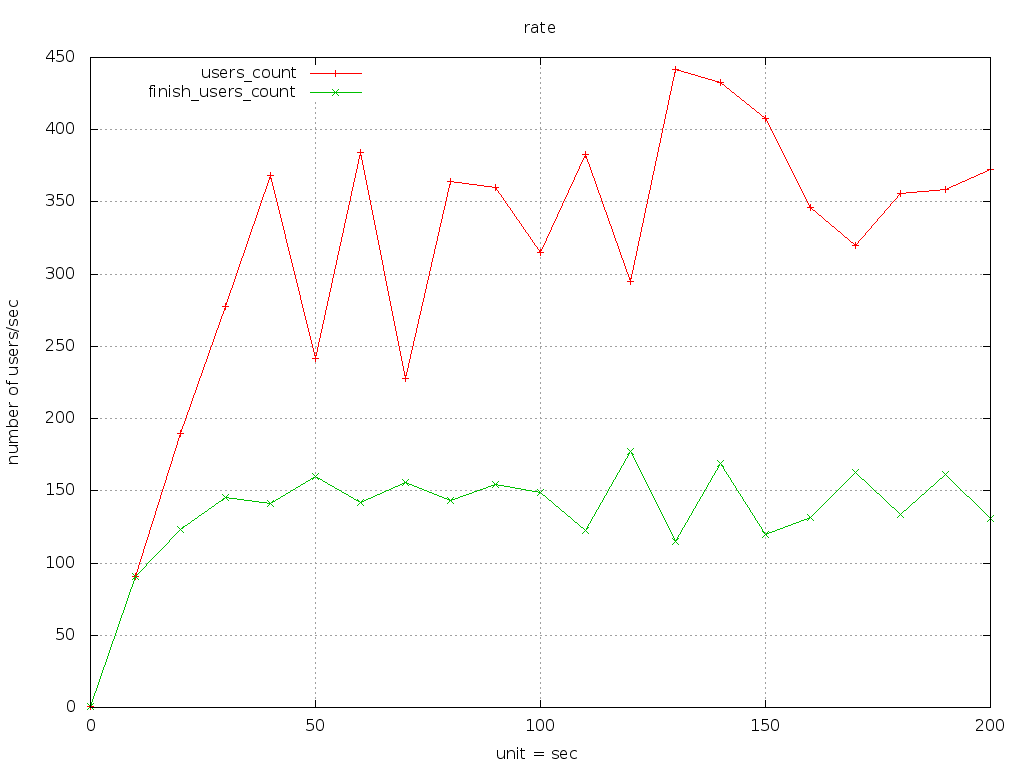 rate
450
users_count
finish_users_count
400
350
300
250
200
150
100
50
0
number of users/sec
0 50 100 150 200
unit = sec